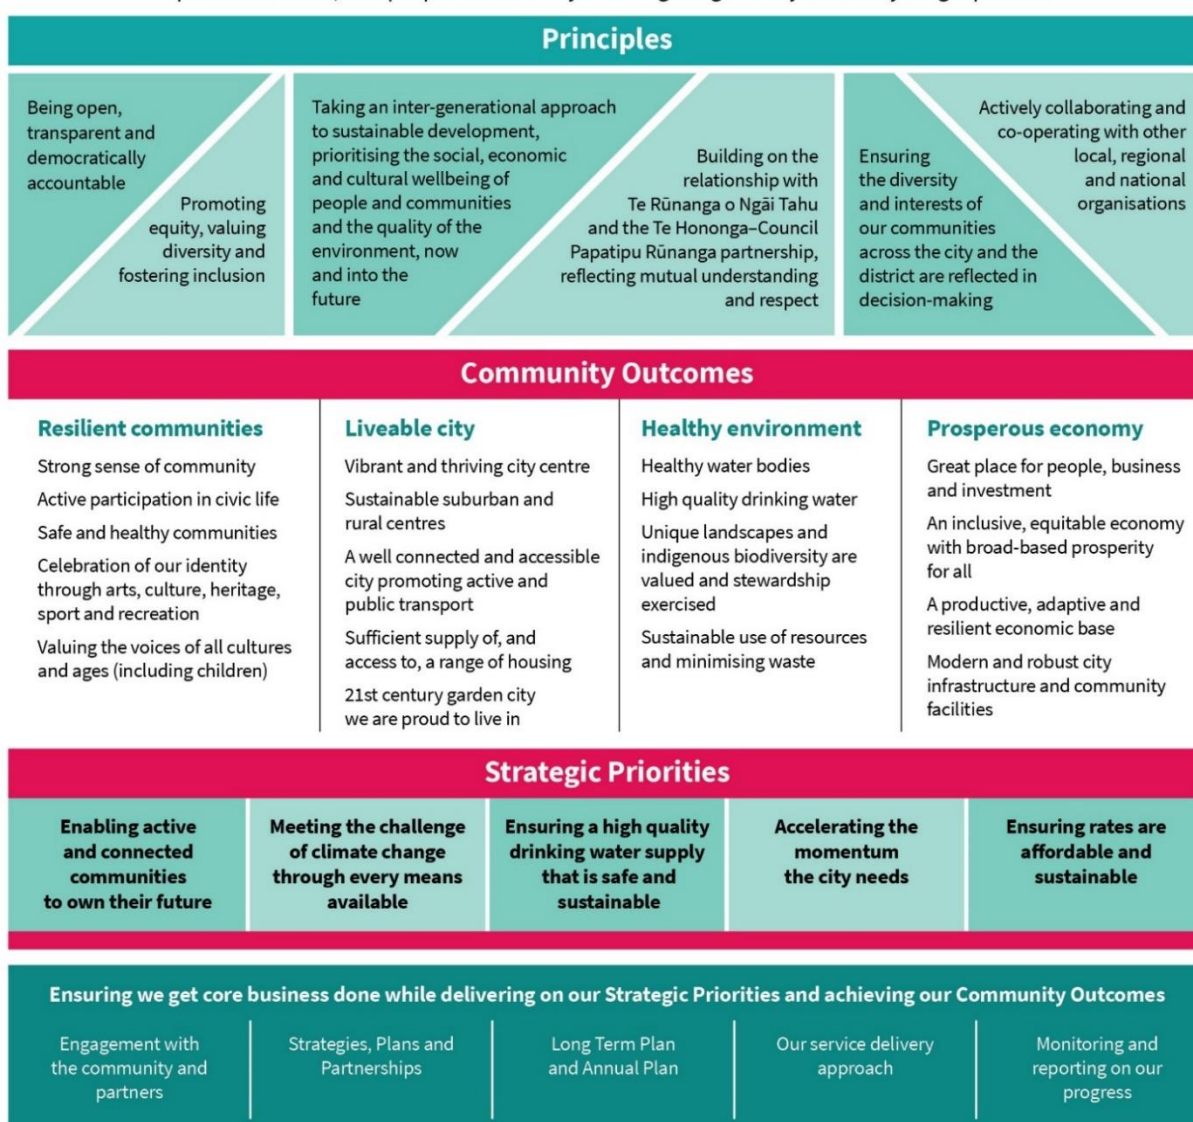 Principles
Being open,
transparent and
democratically
accountable
Promoting
equity, valuing
diversity and
fostering inclusion
Taking an inter-generational approach
to sustainable development,
prioritising the social, economic
and cultural wellbeing of
people and communities
and the quality of the
environment, now
and into the
future
Building on the
relationship with
Te Rūnanga o Ngāi Tahu
and the Te Hononga–Council
Papatipu Rūnanga partnership,
reflecting mutual understanding
and respect
Ensuring
the diversity
and interests of
our communities
across the city and the
district are reflected in
decision-making
Actively collaborating and
co-operating with other
local, regional
and national
organisations
Community Outcomes
Resilient communities
Strong sense of community
Active participation in civic life
Safe and healthy communities
Celebration of our identity
through arts, culture, heritage,
sport and recreation
Valuing the voices of all cultures
and ages (including children)
Liveable city
Vibrant and thriving city centre
Sustainable suburban and
rural centres
A well connected and accessible
city promoting active and
public transport
Sufficient supply of, and
access to, a range of housing
21st century garden city
we are proud to live in
Healthy environment
Healthy water bodies
High quality drinking water
Unique landscapes and
indigenous biodiversity are
valued and stewardship
exercised
Sustainable use of resources
and minimising waste
Prosperous economy
Great place for people, business
and investment
An inclusive, equitable economy
with broad-based prosperity
for all
A productive, adaptive and
resilient economic base
Modern and robust city
infrastructure and community
facilities
Strategic Priorities
Enabling active
and connected
communities
to own their future
Meeting the challenge
of climate change
through every means
available
Ensuring a high quality
drinking water supply
that is safe and
sustainable
Accelerating the
momentum
the city needs
Ensuring rates are
affordable and
sustainable
Ensuring we get core business done while delivering on our Strategic Priorities and achieving our Community Outcomes
Engagement with
the community and
partners
Strategies, Plans and
Partnerships
Long Term Plan
and Annual Plan
Our service delivery
approach
Monitoring and
reporting on our
progress